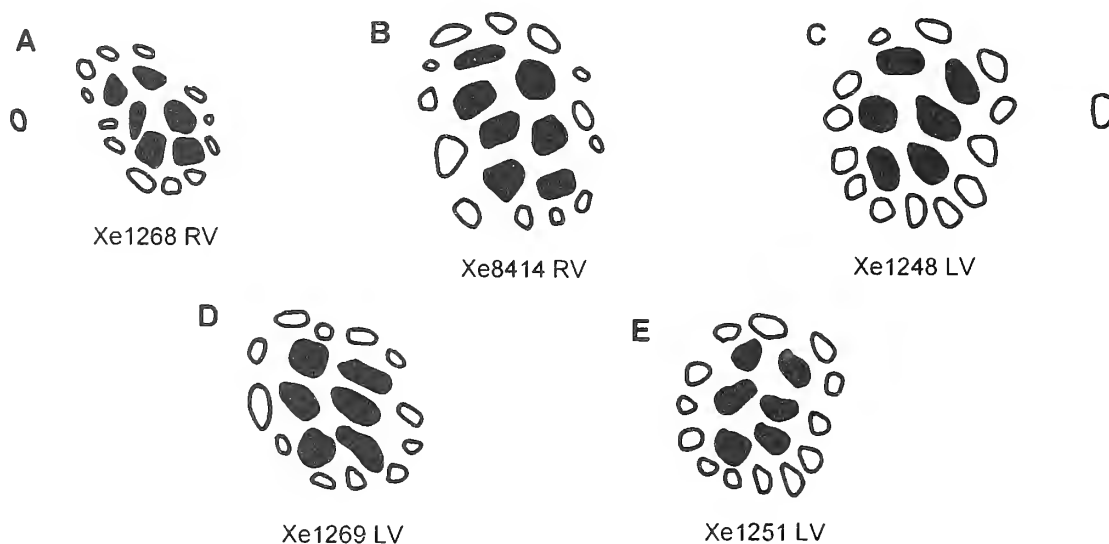 A
B
C
Xe1268 RV
Xe8414 RV
Xe1248 LV
D
E
Xe1269 LV
Xe1251 LV